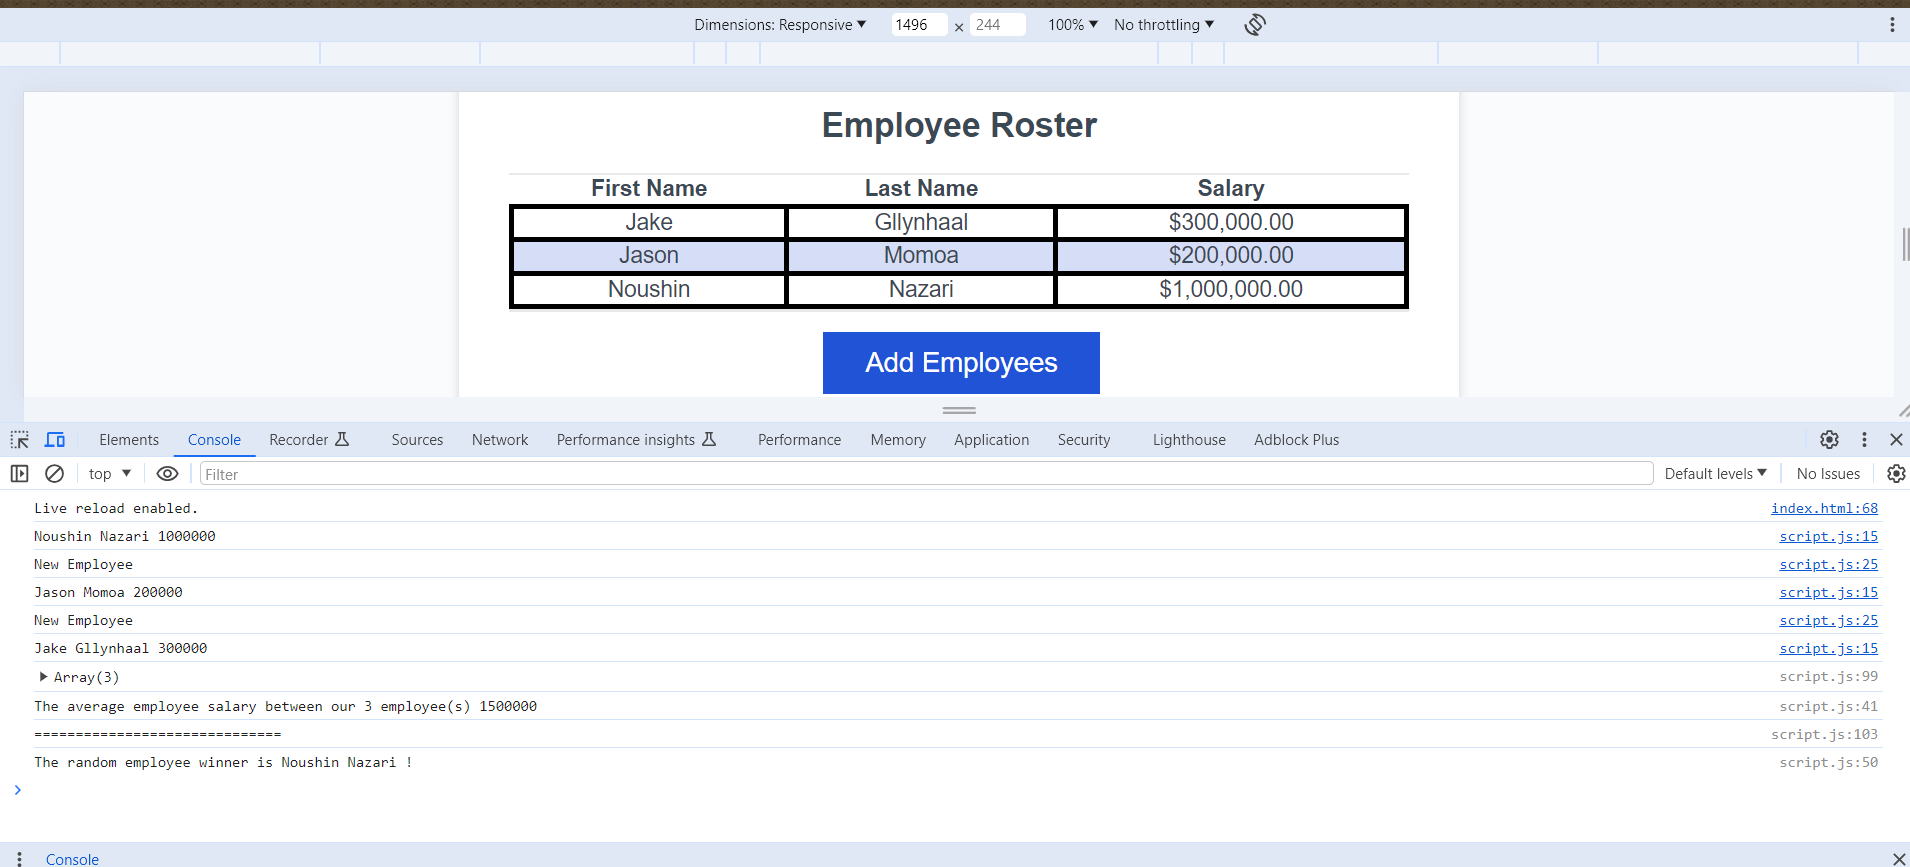 Dimensions: Responsive 1496 × 244 100% No throttling
Employee Roster
First Name Last Name Salary
Jake Gllynhaal $300,000.00
Jason Momoa $200,000.00
Noushin Nazari $1,000,000.00
Add Employees
Elements Console Recorder Sources Network Performance insights Performance Memory Application Security Lighthouse Adblock Plus
top Filter Default levels No Issues
Live reload enabled. index.html:68
Noushin Nazari 1000000 script.js:15
New Employee script.js:25
Jason Momoa 200000 script.js:15
New Employee script.js:25
Jake Gllynhaal 300000 script.js:15
Array(3) script.js:99
The average employee salary between our 3 employee(s) 1500000 script.js:41
============================== script.js:103
The random employee winner is Noushin Nazari ! script.js:50
Console